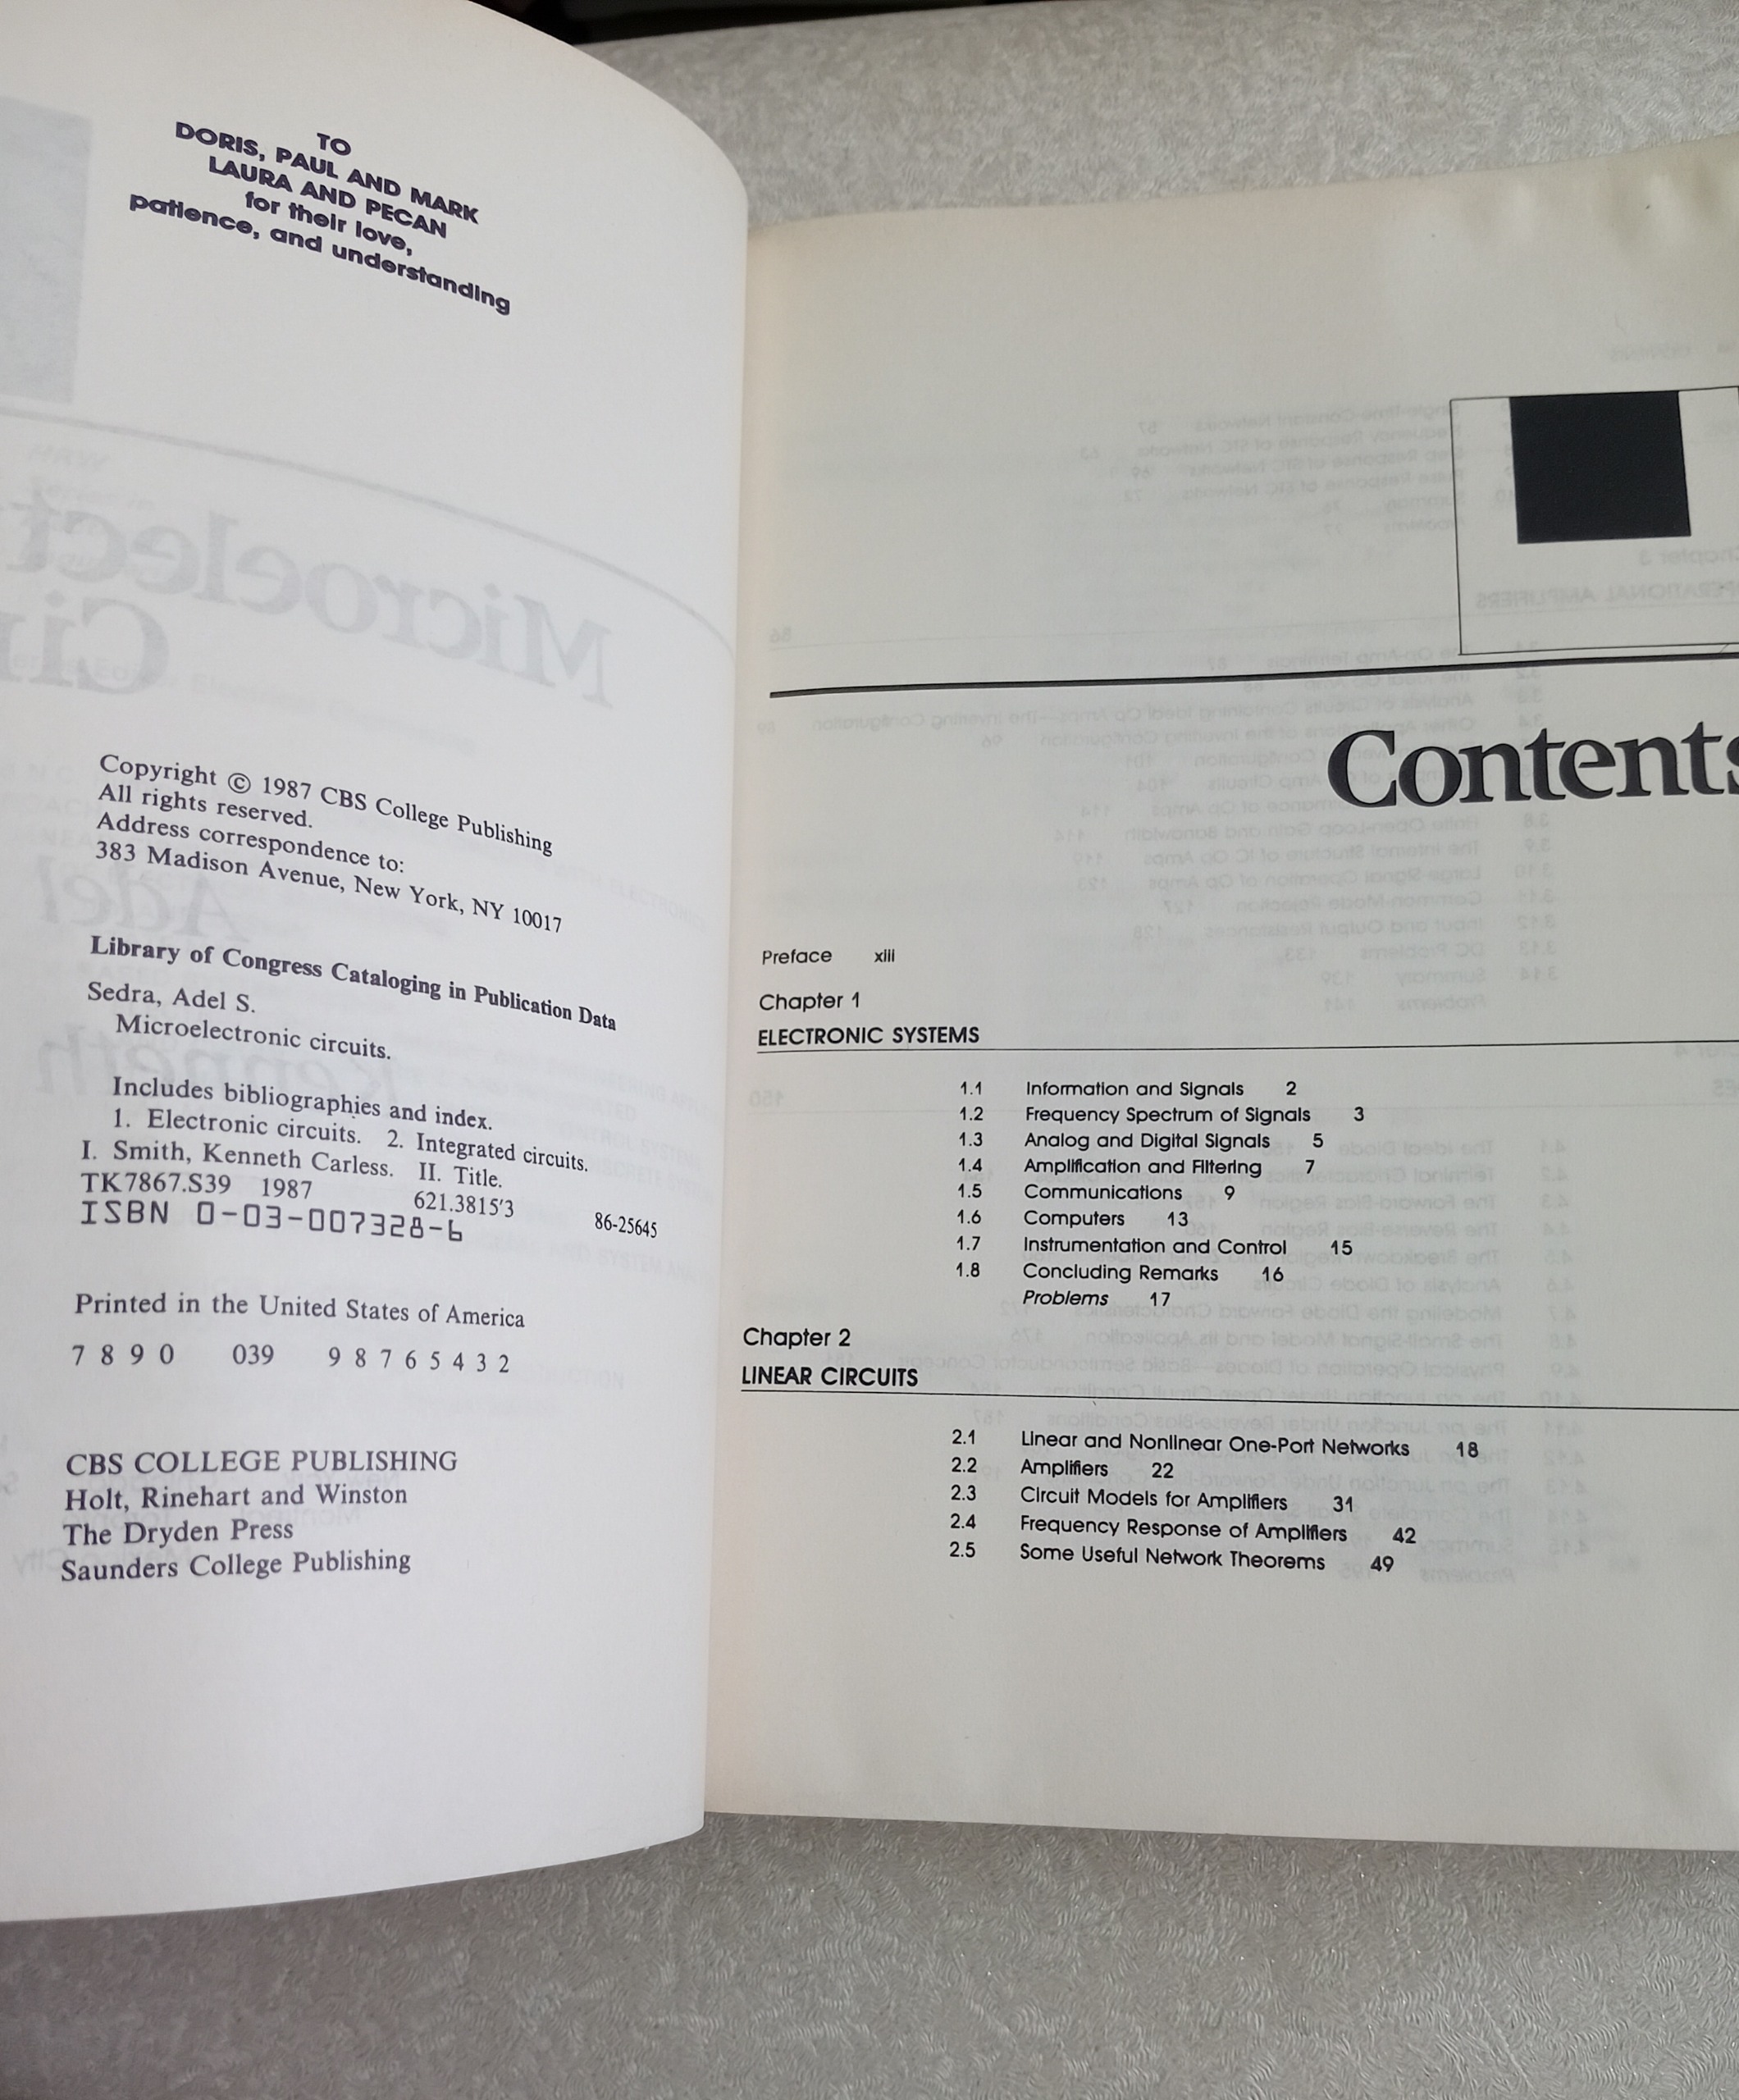 TO
DORIS, PAUL AND MARK
LAURA AND PECAN
for their love,
patience, and understanding
Copyright © 1987 CBS College Publishing
All rights reserved.
Address correspondence to:
383 Madison Avenue, New York, NY 10017
Library of Congress Cataloging in Publication Data
Sedra, Adel S.
Microelectronic circuits.
Includes bibliographies and index.
1. Electronic circuits. 2. Integrated circuits.
I. Smith, Kenneth Carless. II. Title.
TK7867.S39 1987 621.3815'3 86-25645
ISBN 0-03-007328-6
Printed in the United States of America
7 8 9 0 039 9 8 7 6 5 4 3 2
CBS COLLEGE PUBLISHING
Holt, Rinehart and Winston
The Dryden Press
Saunders College Publishing
Contents
Preface xiii
Chapter 1
ELECTRONIC SYSTEMS
1.1 Information and Signals 2
1.2 Frequency Spectrum of Signals 3
1.3 Analog and Digital Signals 5
1.4 Amplification and Filtering 7
1.5 Communications 9
1.6 Computers 13
1.7 Instrumentation and Control 15
1.8 Concluding Remarks 16
Problems 17
Chapter 2
LINEAR CIRCUITS
2.1 Linear and Nonlinear One-Port Networks 18
2.2 Amplifiers 22
2.3 Circuit Models for Amplifiers 31
2.4 Frequency Response of Amplifiers 42
2.5 Some Useful Network Theorems 49